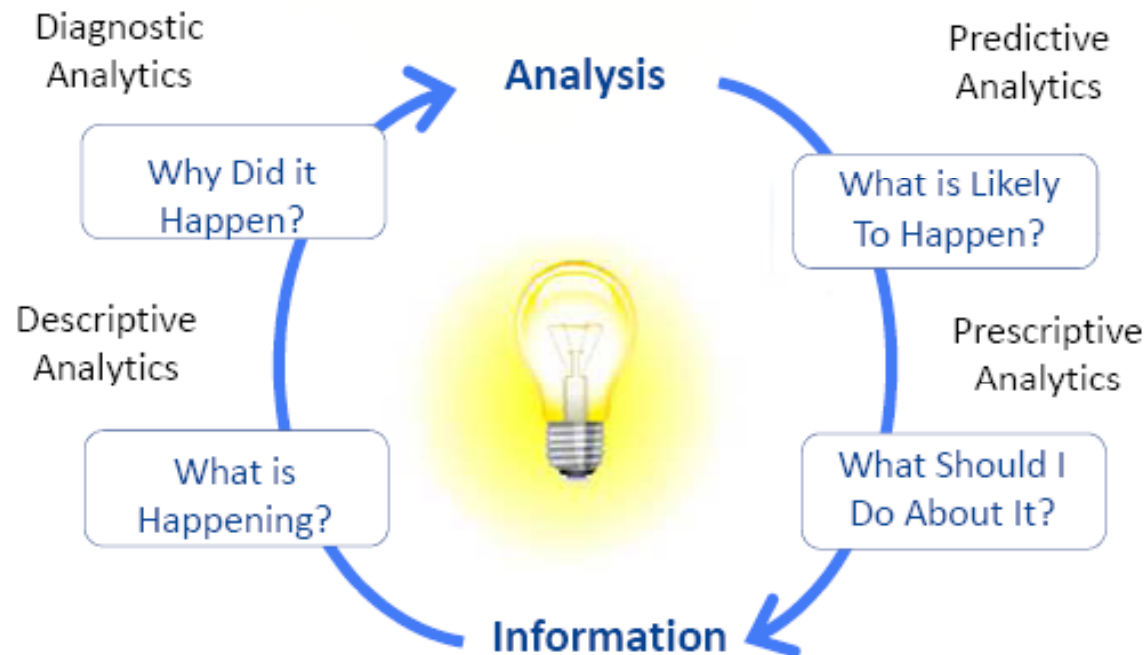 Diagnostic
Analytics
Analysis
Predictive
Analytics
Why Did it
Happen?
What is Likely
To Happen?
Descriptive
Analytics
Prescriptive
Analytics
What is
Happening?
What Should I
Do About It?
Information